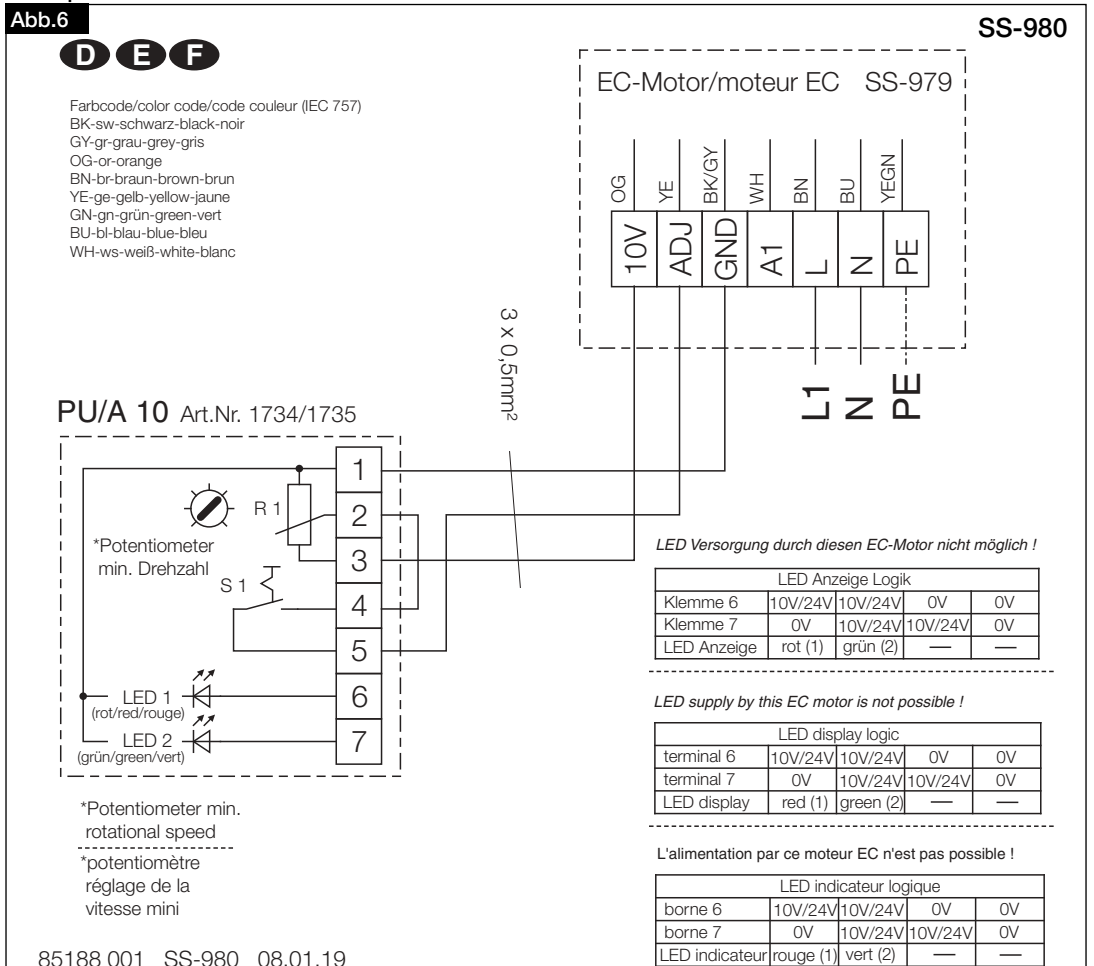 Abb.6
SS-980
D E F
Farbcode/color code/code couleur (IEC 757)
BK-sw-schwarz-black-noir
GY-gr-grau-grey-gris
OG-or-orange
BN-br-braun-brown-brun
YE-ge-gelb-yellow-jaune
GN-gn-grün-green-vert
BU-bl-blau-blue-bleu
WH-ws-weiß-white-blanc
EC-Motor/moteur EC SS-979
OG YE BK/GY WH BN BU YEGN
10V ADJ GND A1 L N PE
L1 N PE
3 x 0,5mm²
PU/A 10 Art.Nr. 1734/1735
1
R 1
2
*Potentiometer
min. Drehzahl
3
S 1
4
5
LED 1
(rot/red/rouge)
6
LED 2
(grün/green/vert)
7
*Potentiometer min.
rotational speed
*potentiomètre
réglage de la
vitesse mini
LED Versorgung durch diesen EC-Motor nicht möglich !
LED Anzeige Logik
Klemme 6 10V/24V 10V/24V 0V 0V
Klemme 7 0V 10V/24V 10V/24V 0V
LED Anzeige rot (1) grün (2) — —
LED supply by this EC motor is not possible !
LED display logic
terminal 6 10V/24V 10V/24V 0V 0V
terminal 7 0V 10V/24V 10V/24V 0V
LED display red (1) green (2) — —
L'alimentation par ce moteur EC n'est pas possible !
LED indicateur logique
borne 6 10V/24V 10V/24V 0V 0V
borne 7 0V 10V/24V 10V/24V 0V
LED indicateur rouge (1) vert (2) — —
85188 001 SS-980 08.01.19